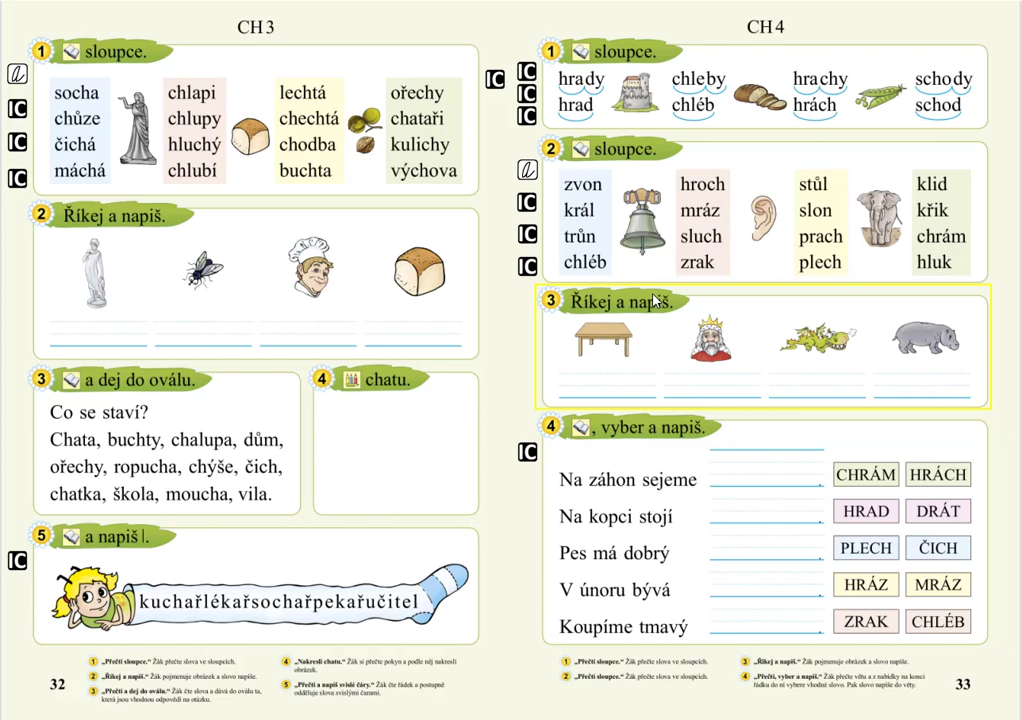 CH 3
1 sloupce.
socha
chůze
čichá
máchá
chlapi
chlupy
hluchý
chlubí
lechtá
chechtá
chodba
buchta
ořechy
chataři
kulichy
výchova
2 Říkej a napiš.
3 a dej do oválu.
Co se staví?
Chata, buchty, chalupa, dům,
ořechy, ropucha, chýše, čich,
chatka, škola, moucha, vila.
4 chatu.
5 a napiš |.
kuchařlékařsochařpekařučitel
1 „Přečti sloupce.“ Žák přečte slova ve sloupcích.
2 „Říkej a napiš.“ Žák pojmenuje obrázek a slovo napíše.
3 „Přečti a dej do oválu.“ Žák čte slova a dává do oválu ta,
která jsou vhodnou odpovědí na otázku.
4 „Nakresli chatu.“ Žák si přečte pokyn a podle něj nakreslí
obrázek.
5 „Přečti a napiš svislé čáry.“ Žák čte řádek a postupně
odděluje slova svislými čarami.
32
CH 4
1 sloupce.
hrady
hrad
chleby
chléb
hrachy
hrách
schody
schod
2 sloupce.
zvon
král
trůn
chléb
hroch
mráz
sluch
zrak
stůl
slon
prach
plech
klid
křik
chrám
hluk
3 Říkej a napiš.
4 , vyber a napiš.
Na záhon sejeme . CHRÁM HRÁCH
Na kopci stojí . HRAD DRÁT
Pes má dobrý . PLECH ČICH
V únoru bývá . HRÁZ MRÁZ
Koupíme tmavý . ZRAK CHLÉB
1 „Přečti sloupce.“ Žák přečte slova ve sloupcích.
2 „Přečti sloupce.“ Žák přečte slova ve sloupcích.
3 „Říkej a napiš.“ Žák pojmenuje obrázek a slovo napíše.
4 „Přečti, vyber a napiš.“ Žák přečte větu a z nabídky na konci
řádku do ní vybere vhodné slovo. Pak slovo napíše do věty.
33